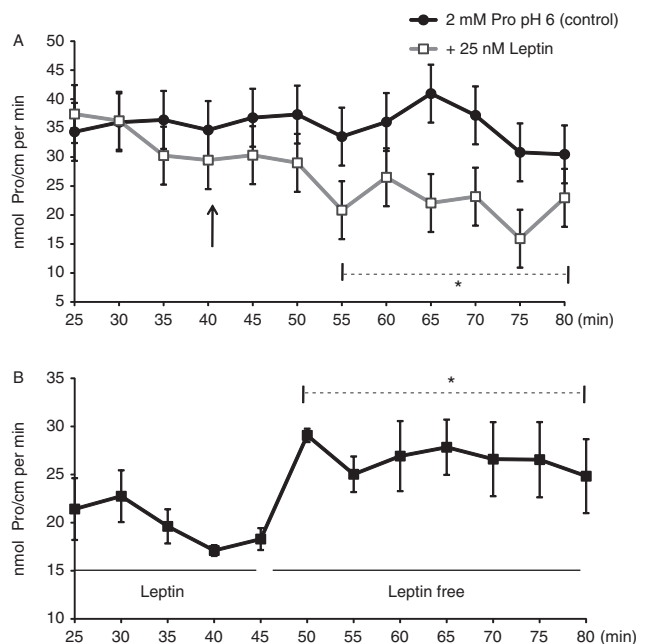 2 mM Pro pH 6 (control)
+ 25 nM Leptin
A
nmol Pro/cm per min
50
45
40
35
30
25
20
15
10
5
*
25 30 35 40 45 50 55 60 65 70 75 80 (min)
B
nmol Pro/cm per min
35
30
25
20
15
10
*
Leptin
Leptin free
25 30 35 40 45 50 55 60 65 70 75 80 (min)